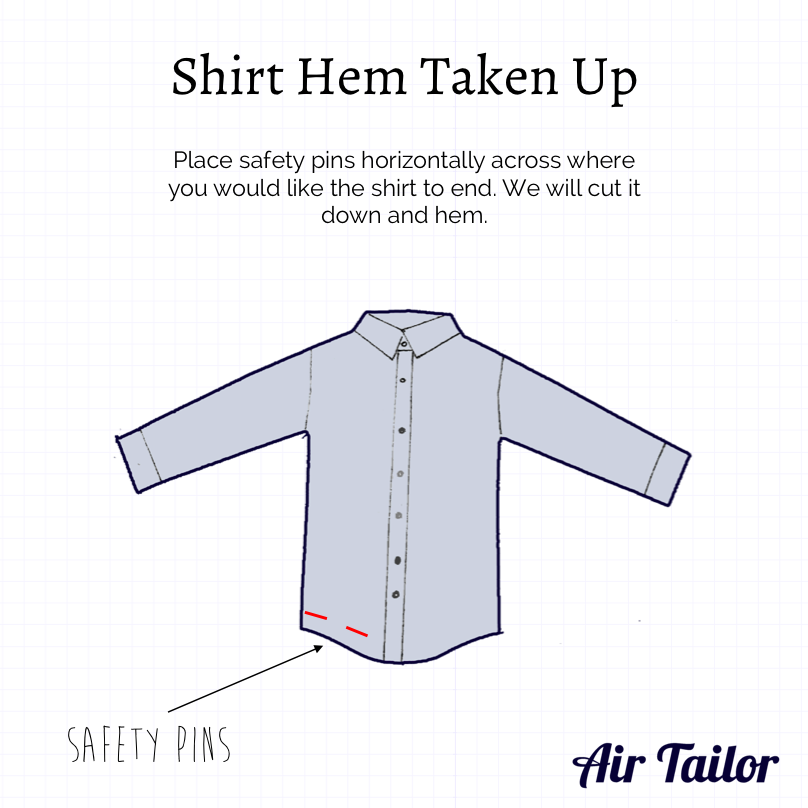 Shirt Hem Taken Up
Place safety pins horizontally across where
you would like the shirt to end. We will cut it
down and hem.
SAFETY PINS
Air Tailor